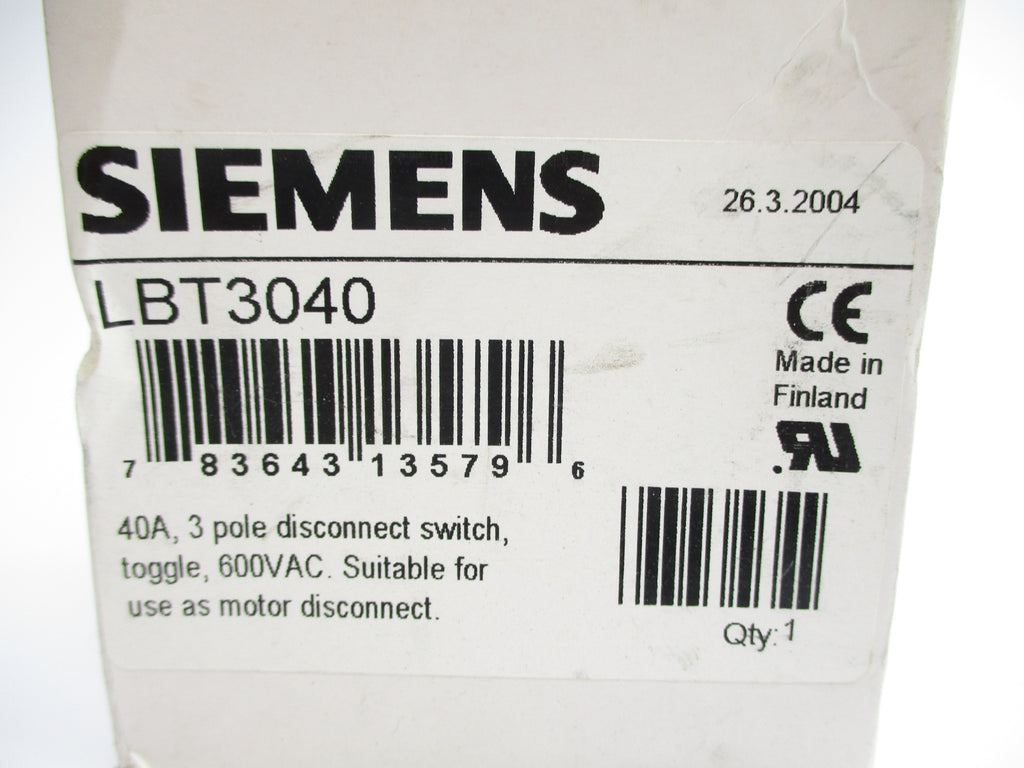 SIEMENS
26.3.2004
LBT3040
CE
Made in
Finland
7 83643 13579 6
40A, 3 pole disconnect switch,
toggle, 600VAC. Suitable for
use as motor disconnect.
Qty:1